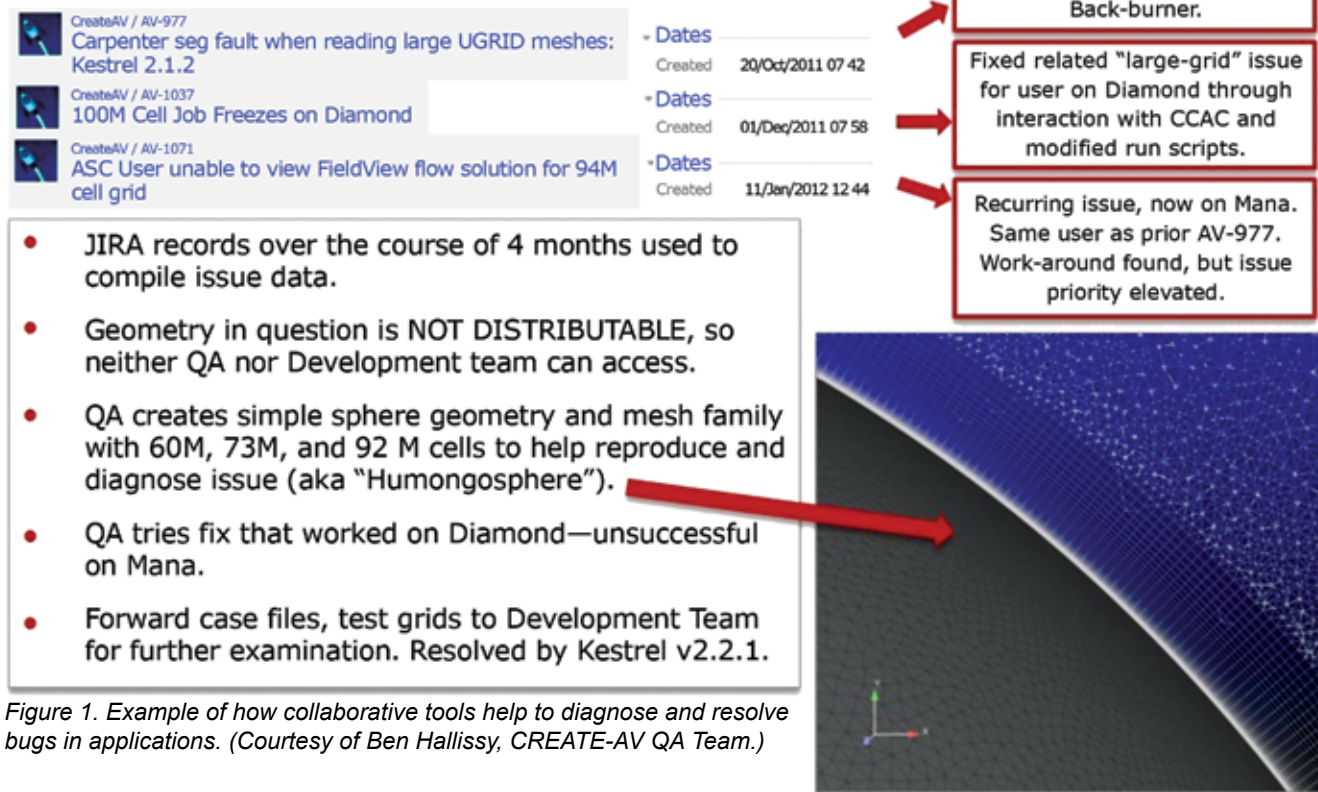 CreateAV / AV-977
Carpenter seg fault when reading large UGRID meshes:
Kestrel 2.1.2
Dates
Created 20/Oct/2011 07 42
Back-burner.
CreateAV / AV-1037
100M Cell Job Freezes on Diamond
Dates
Created 01/Dec/2011 07 58
Fixed related “large-grid” issue
for user on Diamond through
interaction with CCAC and
modified run scripts.
CreateAV / AV-1071
ASC User unable to view FieldView flow solution for 94M
cell grid
Dates
Created 11/Jan/2012 12 44
Recurring issue, now on Mana.
Same user as prior AV-977.
Work-around found, but issue
priority elevated.
• JIRA records over the course of 4 months used to
compile issue data.
• Geometry in question is NOT DISTRIBUTABLE, so
neither QA nor Development team can access.
• QA creates simple sphere geometry and mesh family
with 60M, 73M, and 92 M cells to help reproduce and
diagnose issue (aka “Humongosphere”).
• QA tries fix that worked on Diamond—unsuccessful
on Mana.
• Forward case files, test grids to Development Team
for further examination. Resolved by Kestrel v2.2.1.
Y
X
Figure 1. Example of how collaborative tools help to diagnose and resolve
bugs in applications. (Courtesy of Ben Hallissy, CREATE-AV QA Team.)